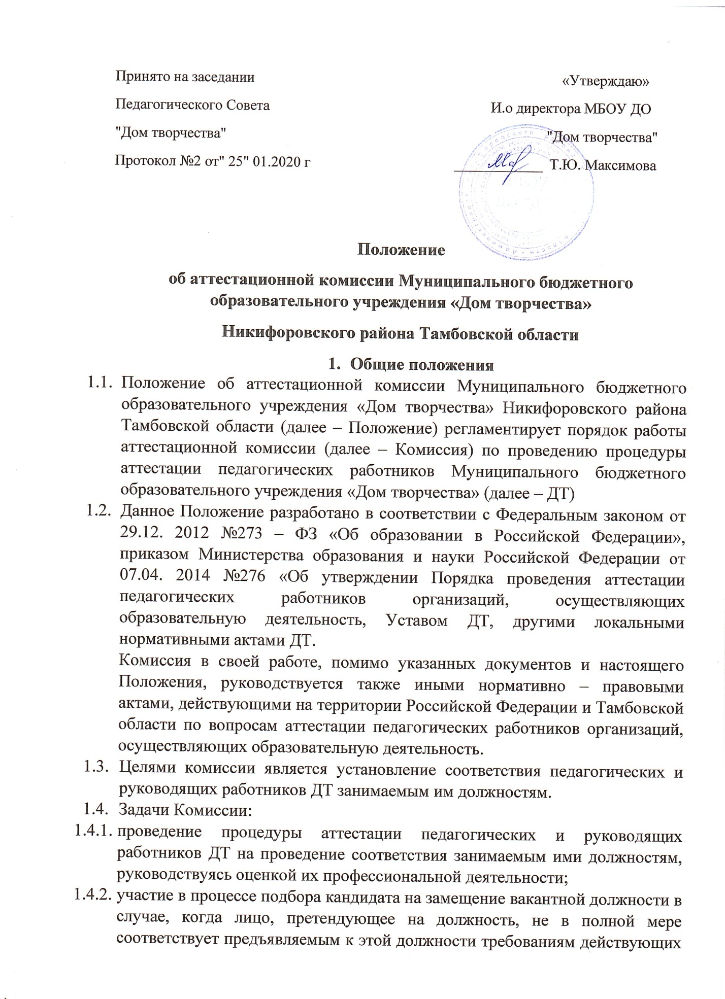 Принято на заседании
«Утверждаю»
Педагогического Совета
И.о директора МБОУ ДО
"Дом творчества"
"Дом творчества"
Протокол №2 от" 25" 01.2020 г
Т.Ю. Максимова
Положение
об аттестационной комиссии Муниципального бюджетного
образовательного учреждения «Дом творчества»
Никифоровского района Тамбовской области
1. Общие положения
1.1. Положение об аттестационной комиссии Муниципального бюджетного
образовательного учреждения «Дом творчества» Никифоровского района
Тамбовской области (далее – Положение) регламентирует порядок работы
аттестационной комиссии (далее – Комиссия) по проведению процедуры
аттестации педагогических работников Муниципального бюджетного
образовательного учреждения «Дом творчества» (далее – ДТ)
1.2. Данное Положение разработано в соответствии с Федеральным законом от
29.12. 2012 №273 – ФЗ «Об образовании в Российской Федерации»,
приказом Министерства образования и науки Российской Федерации от
07.04. 2014 №276 «Об утверждении Порядка проведения аттестации
педагогических работников организаций, осуществляющих
образовательную деятельность, Уставом ДТ, другими локальными
нормативными актами ДТ.
Комиссия в своей работе, помимо указанных документов и настоящего
Положения, руководствуется также иными нормативно – правовыми
актами, действующими на территории Российской Федерации и Тамбовской
области по вопросам аттестации педагогических работников организаций,
осуществляющих образовательную деятельность.
1.3. Целями комиссии является установление соответствия педагогических и
руководящих работников ДТ занимаемым им должностям.
1.4. Задачи Комиссии:
1.4.1. проведение процедуры аттестации педагогических и руководящих
работников ДТ на проведение соответствия занимаемым ими должностям,
руководствуясь оценкой их профессиональной деятельности;
1.4.2. участие в процессе подбора кандидата на замещение вакантной должности в
случае, когда лицо, претендующее на должность, не в полной мере
соответствует предъявляемым к этой должности требованиям действующих